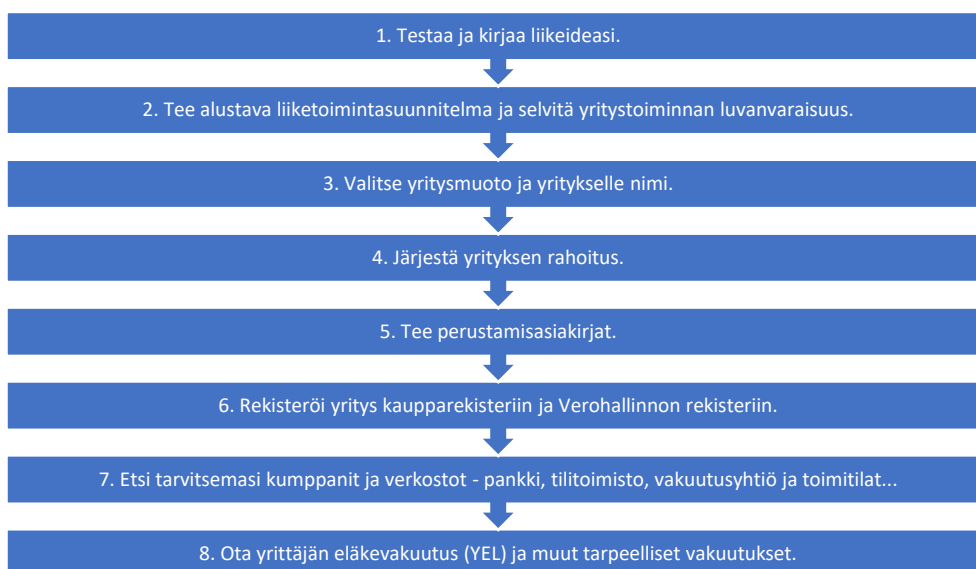 1. Testaa ja kirjaa liikeideasi.
2. Tee alustava liiketoimintasuunnitelma ja selvitä yritystoiminnan luvanvaraisuus.
3. Valitse yritysmuoto ja yritykselle nimi.
4. Järjestä yrityksen rahoitus.
5. Tee perustamisasiakirjat.
6. Rekisteröi yritys kaupparekisteriin ja Verohallinnon rekisteriin.
7. Etsi tarvitsemasi kumppanit ja verkostot - pankki, tilitoimisto, vakuutusyhtiö ja toimitilat...
8. Ota yrittäjän eläkevakuutus (YEL) ja muut tarpeelliset vakuutukset.